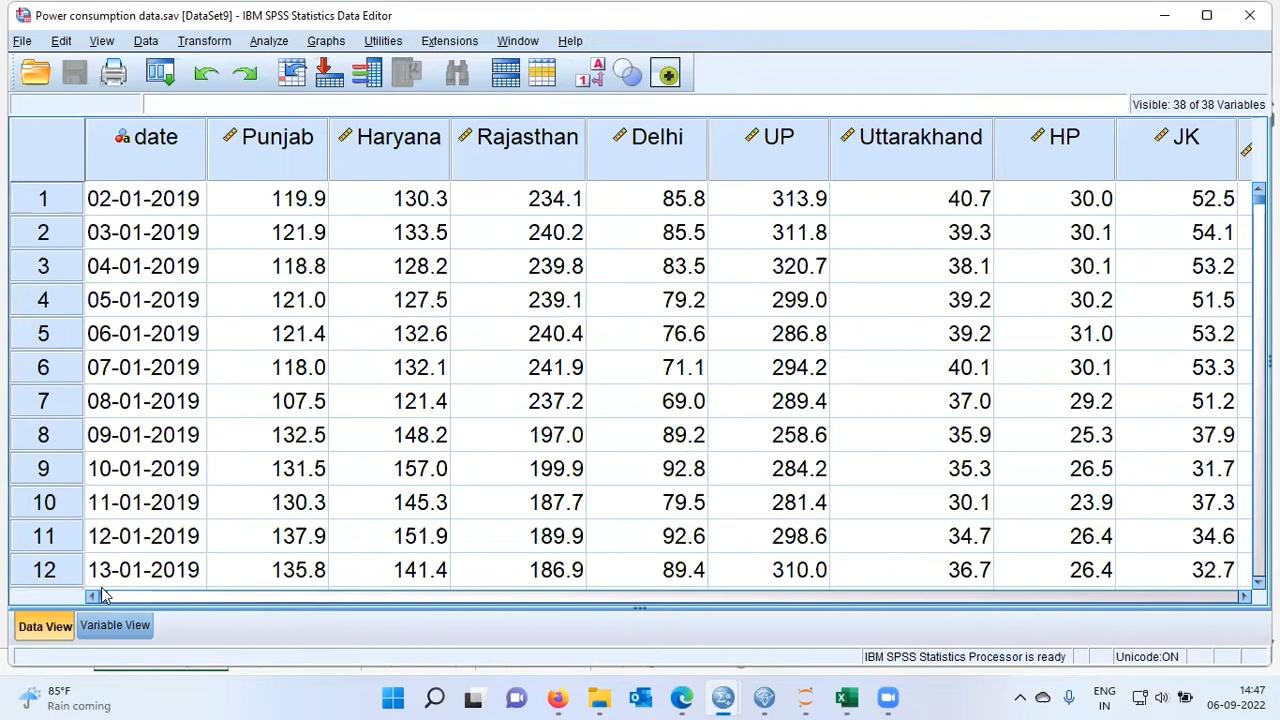 Power consumption data.sav [DataSet9] - IBM SPSS Statistics Data Editor
File Edit View Data Transform Analyze Graphs Utilities Extensions Window Help
Visible: 38 of 38 Variables
date Punjab Haryana Rajasthan Delhi UP Uttarakhand HP JK
1 02-01-2019 119.9 130.3 234.1 85.8 313.9 40.7 30.0 52.5
2 03-01-2019 121.9 133.5 240.2 85.5 311.8 39.3 30.1 54.1
3 04-01-2019 118.8 128.2 239.8 83.5 320.7 38.1 30.1 53.2
4 05-01-2019 121.0 127.5 239.1 79.2 299.0 39.2 30.2 51.5
5 06-01-2019 121.4 132.6 240.4 76.6 286.8 39.2 31.0 53.2
6 07-01-2019 118.0 132.1 241.9 71.1 294.2 40.1 30.1 53.3
7 08-01-2019 107.5 121.4 237.2 69.0 289.4 37.0 29.2 51.2
8 09-01-2019 132.5 148.2 197.0 89.2 258.6 35.9 25.3 37.9
9 10-01-2019 131.5 157.0 199.9 92.8 284.2 35.3 26.5 31.7
10 11-01-2019 130.3 145.3 187.7 79.5 281.4 30.1 23.9 37.3
11 12-01-2019 137.9 151.9 189.9 92.6 298.6 34.7 26.4 34.6
12 13-01-2019 135.8 141.4 186.9 89.4 310.0 36.7 26.4 32.7
Data View Variable View
IBM SPSS Statistics Processor is ready Unicode:ON
85°F
Rain coming
ENG
IN
14:47
06-09-2022